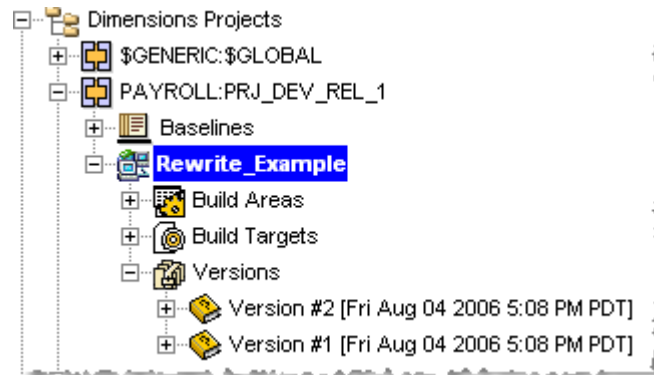 Dimensions Projects
$GENERIC:$GLOBAL
PAYROLL:PRJ_DEV_REL_1
Baselines
Rewrite_Example
Build Areas
Build Targets
Versions
Version #2 [Fri Aug 04 2006 5:08 PM PDT]
Version #1 [Fri Aug 04 2006 5:08 PM PDT]